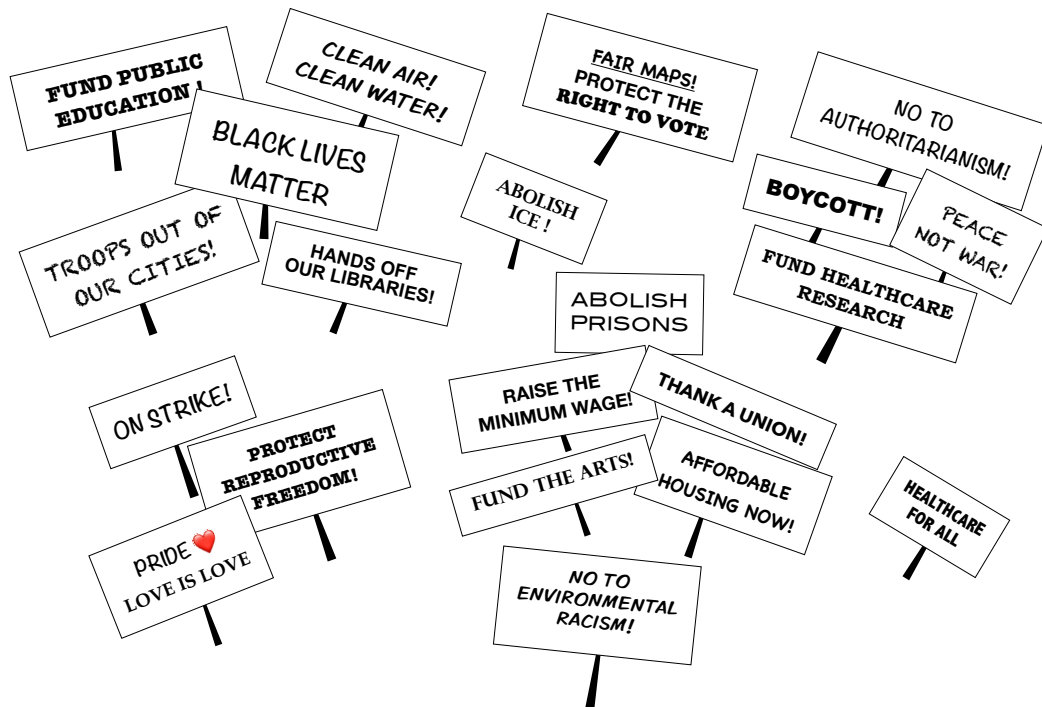 FUND PUBLIC
EDUCATION !
CLEAN AIR!
CLEAN WATER!
BLACK LIVES
MATTER
TROOPS OUT OF
OUR CITIES!
HANDS OFF
OUR LIBRARIES!
FAIR MAPS!
PROTECT THE
RIGHT TO VOTE
ABOLISH
ICE !
NO TO
AUTHORITARIANISM!
BOYCOTT!
PEACE
NOT WAR!
FUND HEALTHCARE
RESEARCH
ABOLISH
PRISONS
RAISE THE
MINIMUM WAGE!
THANK A UNION!
FUND THE ARTS!
AFFORDABLE
HOUSING NOW!
ON STRIKE!
PROTECT
REPRODUCTIVE
FREEDOM!
PRIDE❤️
LOVE IS LOVE
NO TO
ENVIRONMENTAL
RACISM!
HEALTHCARE
FOR ALL